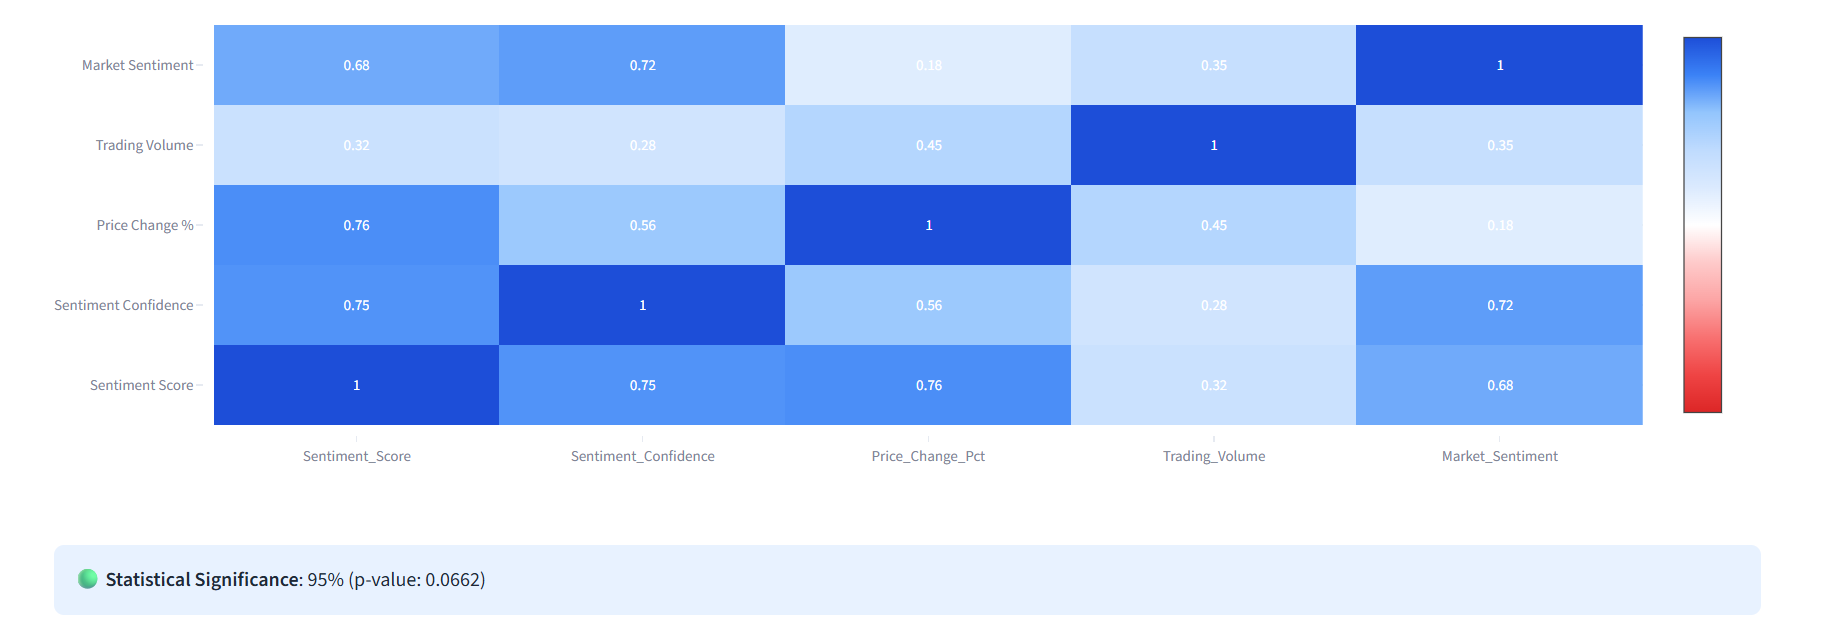 Market Sentiment 0.68 0.72 0.18 0.35 1
Trading Volume 0.32 0.28 0.45 1 0.35
Price Change % 0.76 0.56 1 0.45 0.18
Sentiment Confidence 0.75 1 0.56 0.28 0.72
Sentiment Score 1 0.75 0.76 0.32 0.68
Sentiment_Score Sentiment_Confidence Price_Change_Pct Trading_Volume Market_Sentiment
Statistical Significance: 95% (p-value: 0.0662)